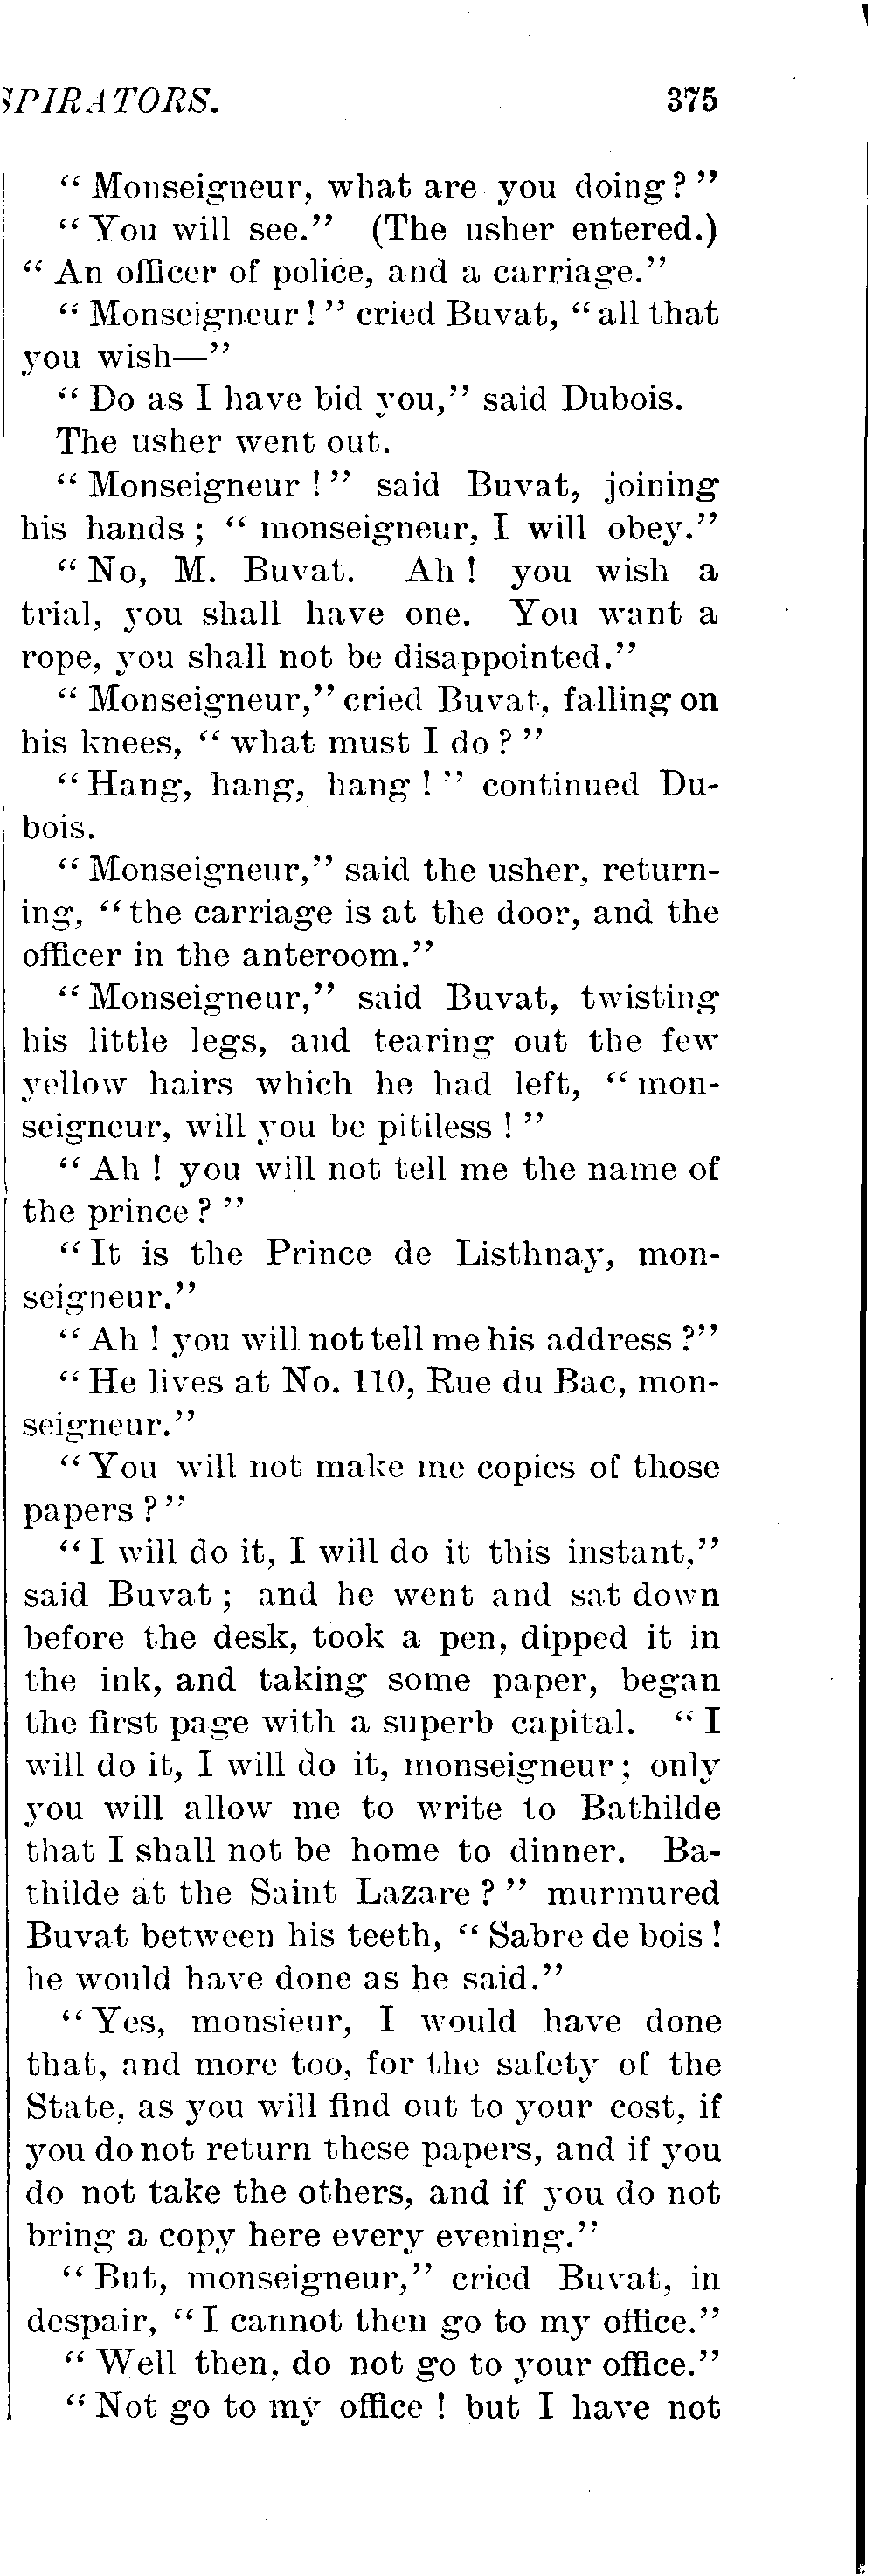 SPIRATORS. 375
“ Monseigneur, what are you doing? ”
“ You will see.” (The usher entered.)
“ An officer of police, and a carriage.”
“ Monseigneur! ” cried Buvat, “ all that
you wish—”
“ Do as I have bid you,” said Dubois.
The usher went out.
“ Monseigneur ! ” said Buvat, joining
his hands ; “ monseigneur, I will obey.”
“ No, M. Buvat. Ah ! you wish a
trial, you shall have one. You want a
rope, you shall not be disappointed.”
“ Monseigneur,” cried Buvat, falling on
his knees, “ what must I do ? ”
“ Hang, hang, hang ! ” continued Du-
bois.
“ Monseigneur,” said the usher, return-
ing, “ the carriage is at the door, and the
officer in the anteroom.”
“ Monseigneur,” said Buvat, twisting
his little legs, and tearing out the few
yellow hairs which he had left, “ mon-
seigneur, will you be pitiless ! ”
“ Ah ! you will not tell me the name of
the prince ? ”
“ It is the Prince de Listhnay, mon-
seigneur.”
“ Ah ! you will not tell me his address ?”
“ He lives at No. 110, Rue du Bac, mon-
seigneur.”
“ You will not make me copies of those
papers ? ”
“ I will do it, I will do it this instant,”
said Buvat ; and he went and sat down
before the desk, took a pen, dipped it in
the ink, and taking some paper, began
the first page with a superb capital. “ I
will do it, I will do it, monseigneur ; only
you will allow me to write to Bathilde
that I shall not be home to dinner. Ba-
thilde at the Saint Lazare ? ” murmured
Buvat between his teeth, “ Sabre de bois !
he would have done as he said.”
“ Yes, monsieur, I would have done
that, and more too, for the safety of the
State, as you will find out to your cost, if
you do not return these papers, and if you
do not take the others, and if you do not
bring a copy here every evening.”
“ But, monseigneur,” cried Buvat, in
despair, “ I cannot then go to my office.”
“ Well then, do not go to your office.”
“ Not go to my office ! but I have not